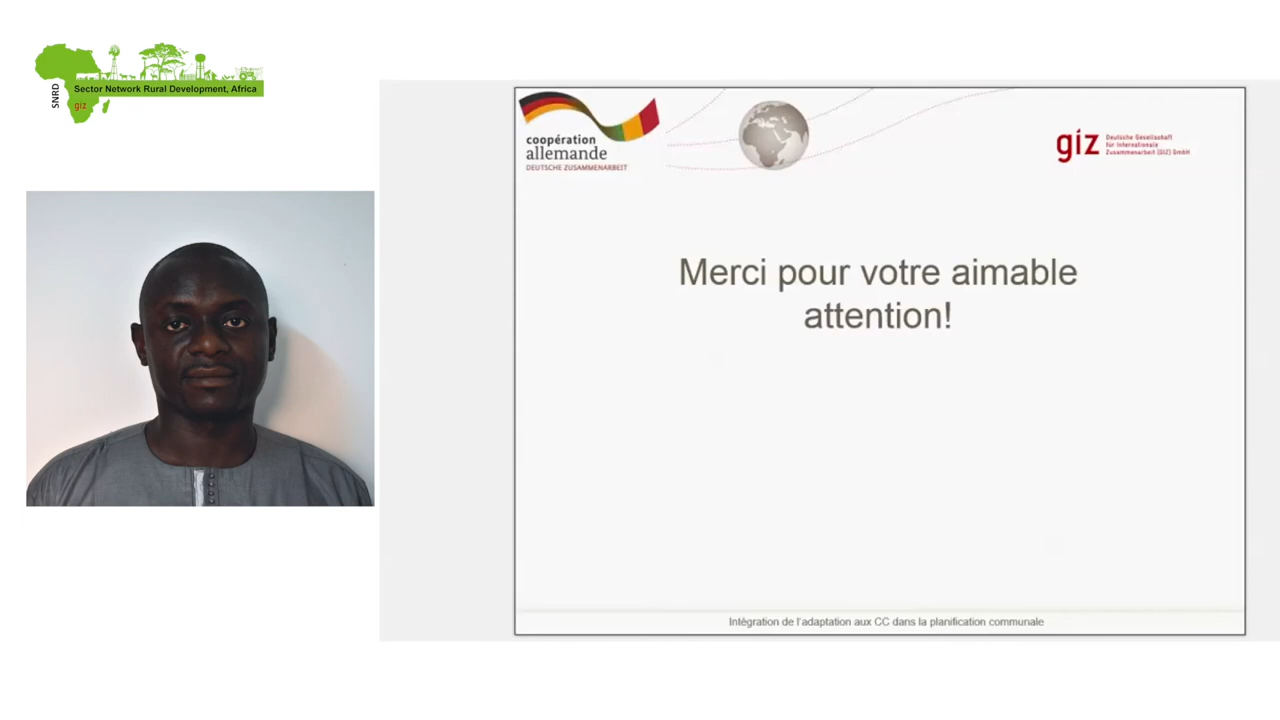 SNRD
Sector Network Rural Development, Africa
giz
coopération
allemande
DEUTSCHE ZUSAMMENARBEIT
giz
Deutsche Gesellschaft
für Internationale
Zusammenarbeit (GIZ) GmbH
Merci pour votre aimable
attention!
Intégration de l'adaptation aux CC dans la planification communale